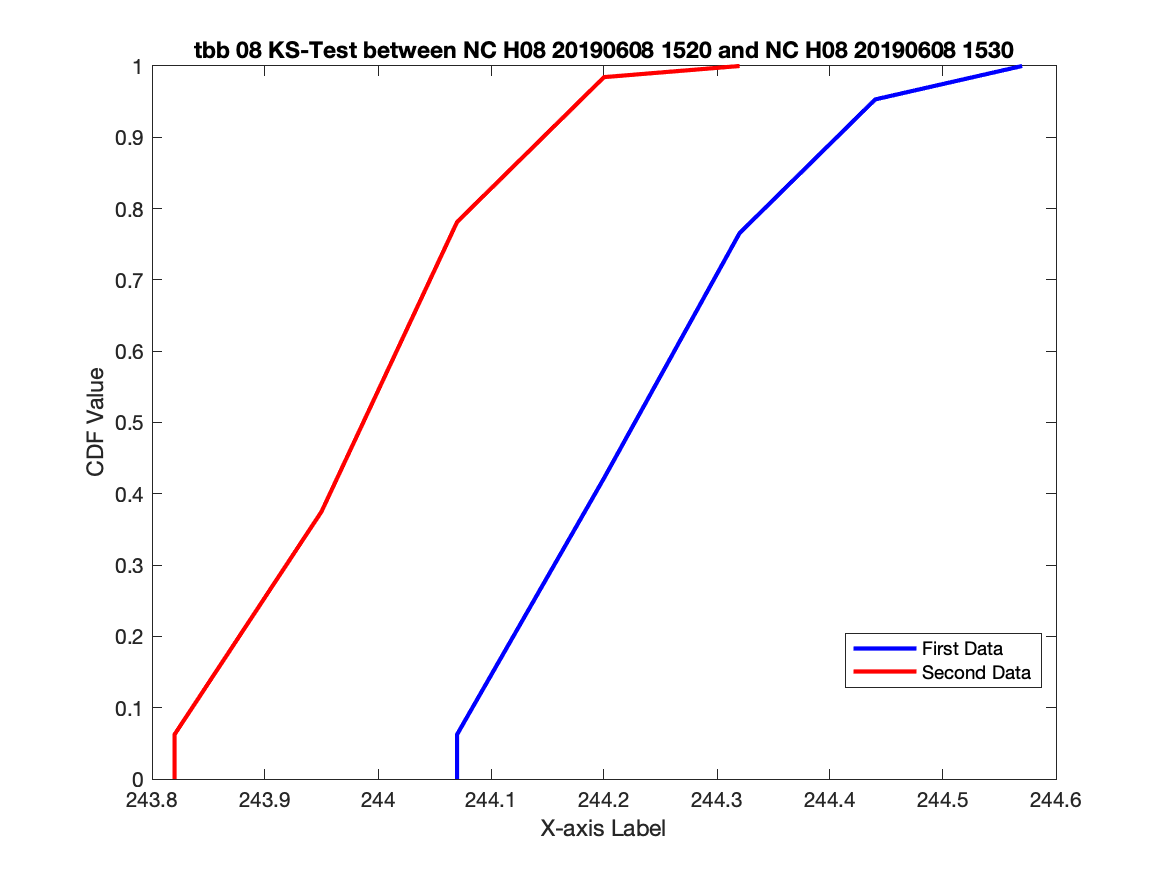 tbb 08 KS-Test between NC H08 20190608 1520 and NC H08 20190608 1530
1
0.9
0.8
0.7
0.6
0.5
0.4
0.3
0.2
0.1
0
CDF Value
First Data
Second Data
243.8 243.9 244 244.1 244.2 244.3 244.4 244.5 244.6
X-axis Label